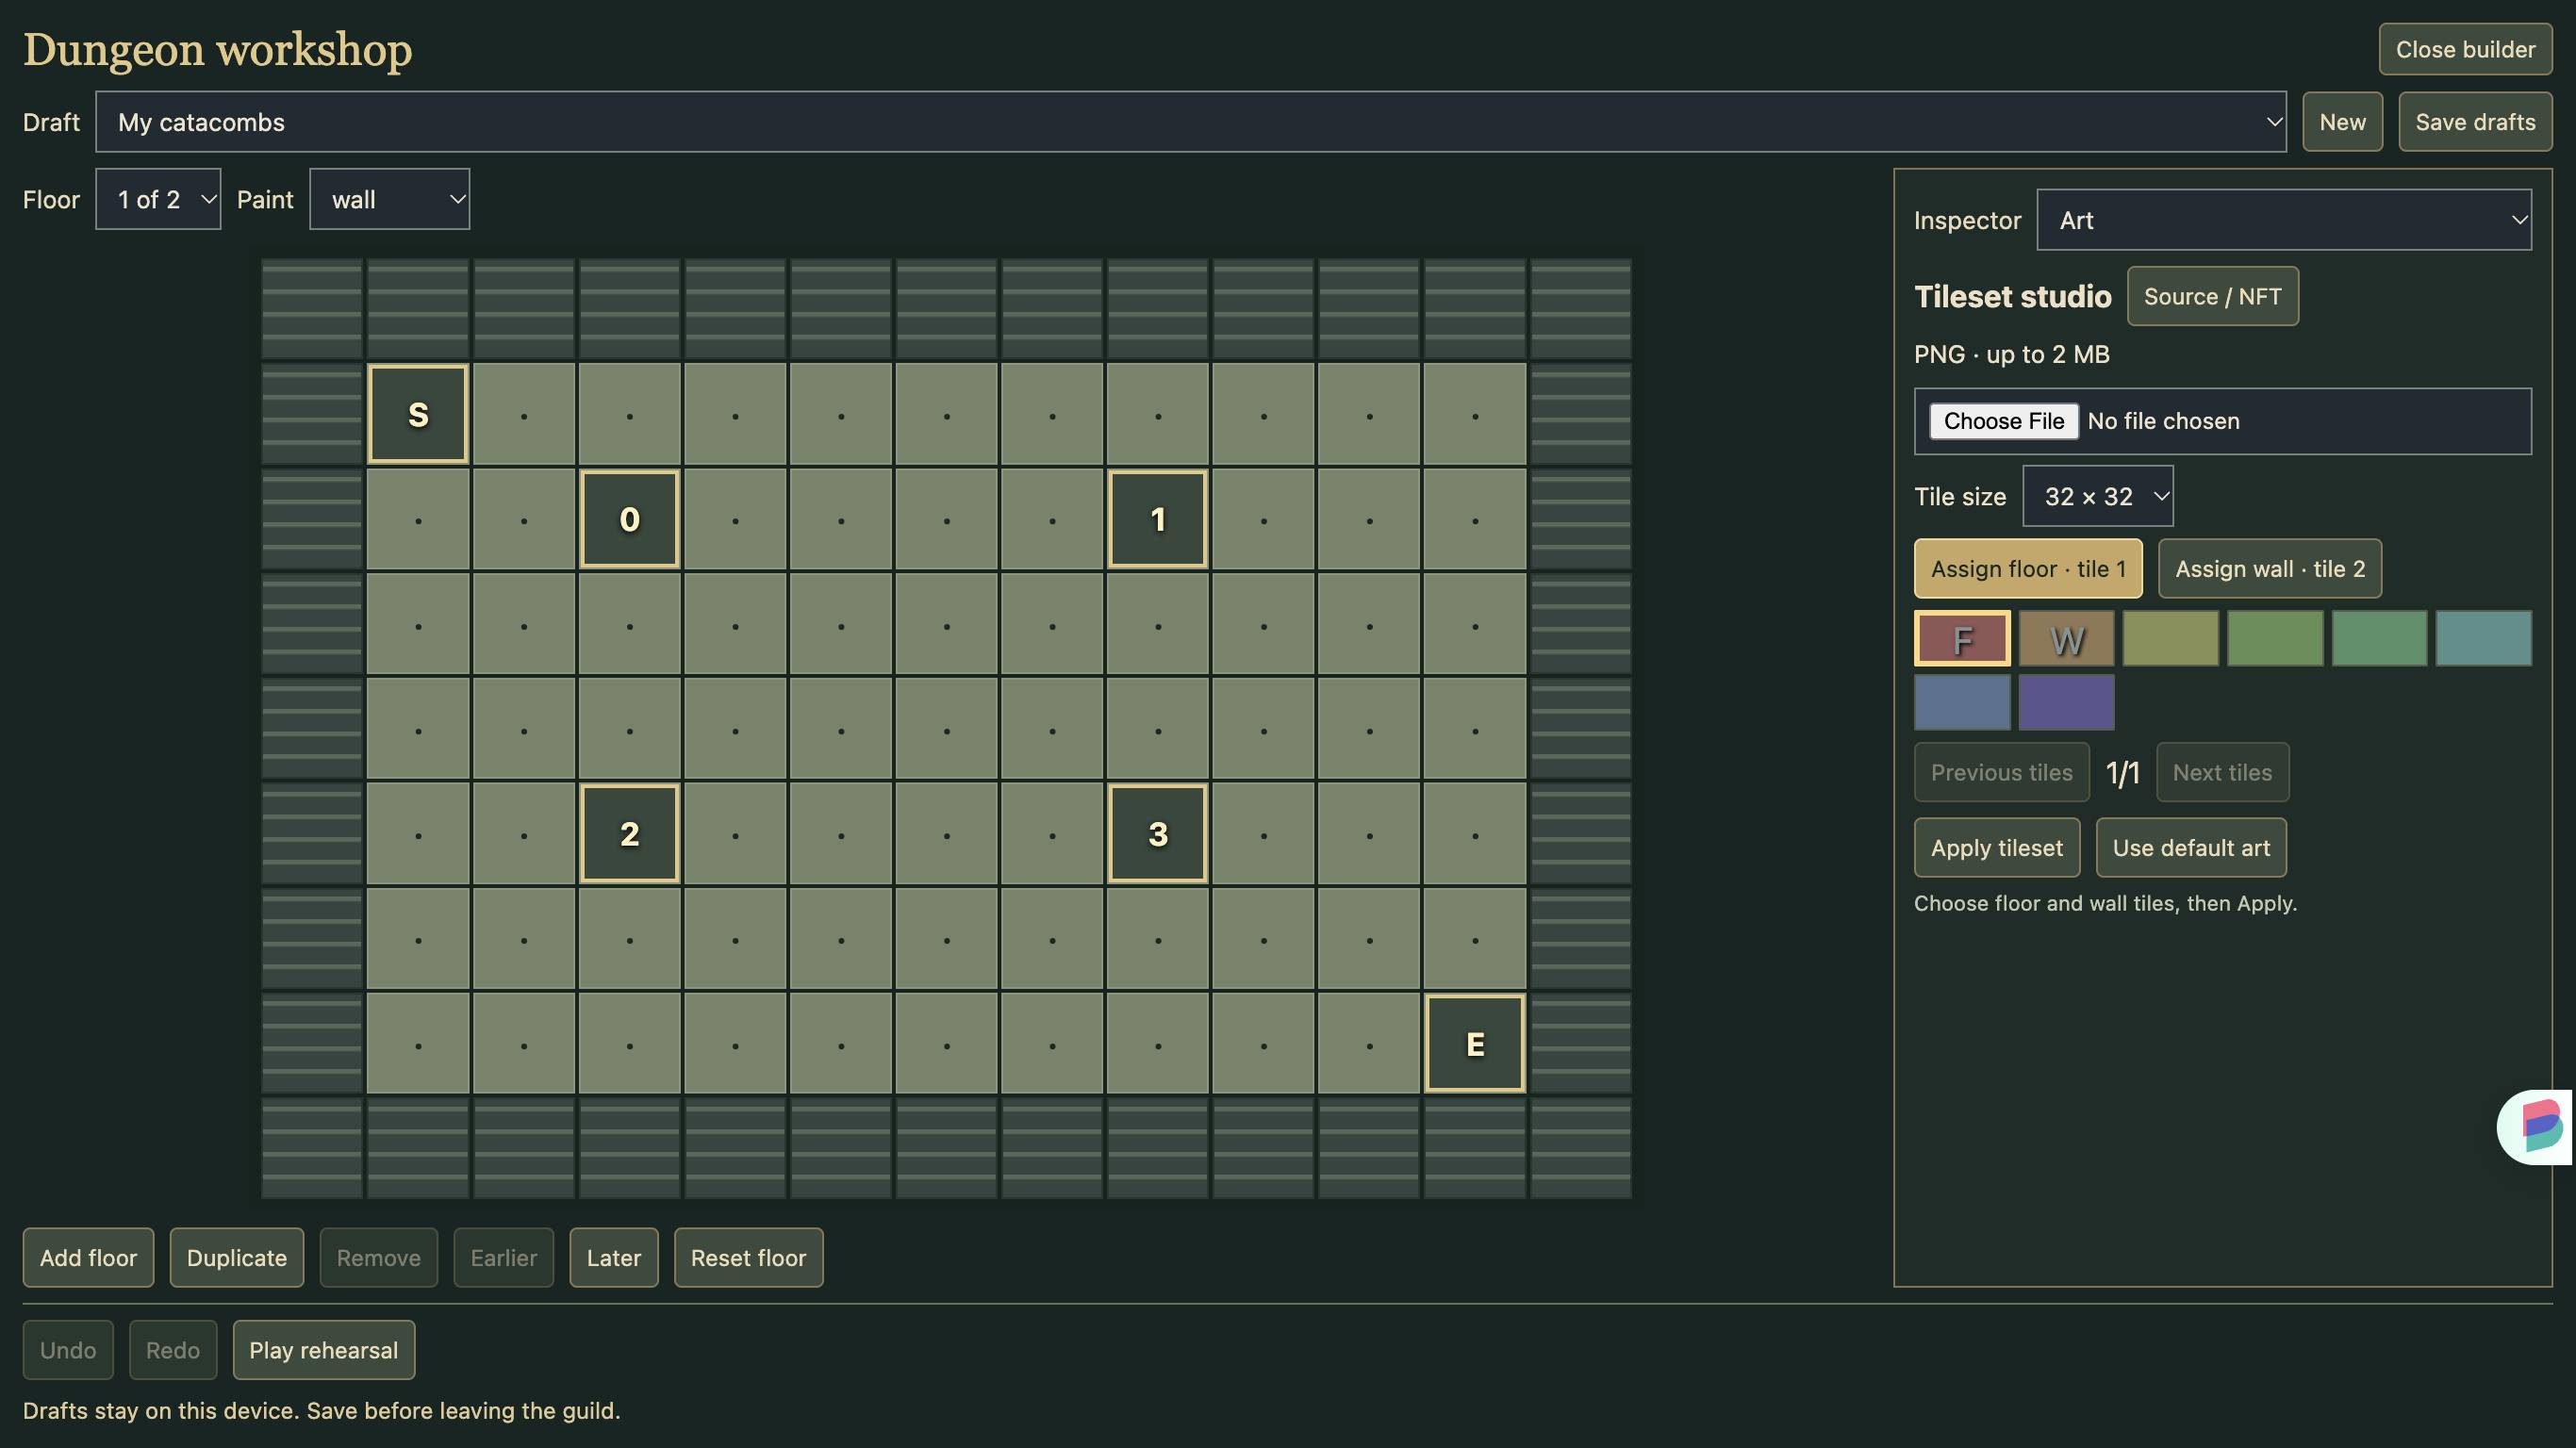 Dungeon workshop
Close builder
Draft My catacombs New Save drafts
Floor 1 of 2 Paint wall
Inspector Art
Tileset studio Source / NFT
PNG · up to 2 MB
Choose File No file chosen
Tile size 32 × 32
Assign floor · tile 1 Assign wall · tile 2
F W
Previous tiles 1/1 Next tiles
Apply tileset Use default art
Choose floor and wall tiles, then Apply.
S
0 1
2 3
E
Add floor Duplicate Remove Earlier Later Reset floor
Undo Redo Play rehearsal
Drafts stay on this device. Save before leaving the guild.